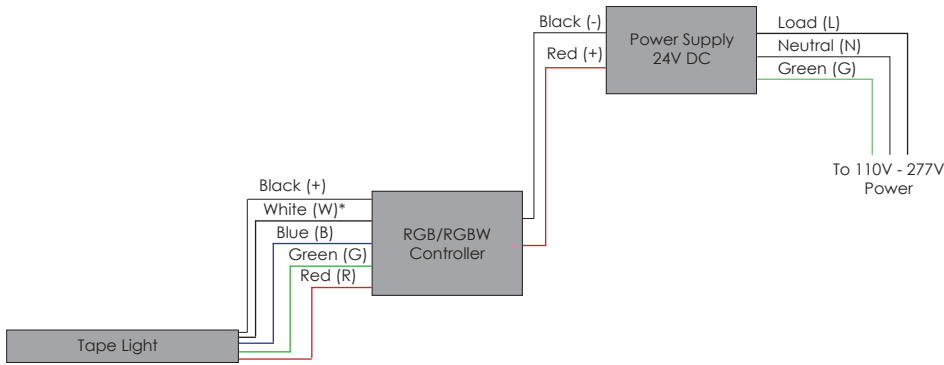 Black (-)
Red (+)
Power Supply
24V DC
Load (L)
Neutral (N)
Green (G)
To 110V - 277V
Power
Black (+)
White (W)*
Blue (B)
Green (G)
Red (R)
RGB/RGBW
Controller
Tape Light